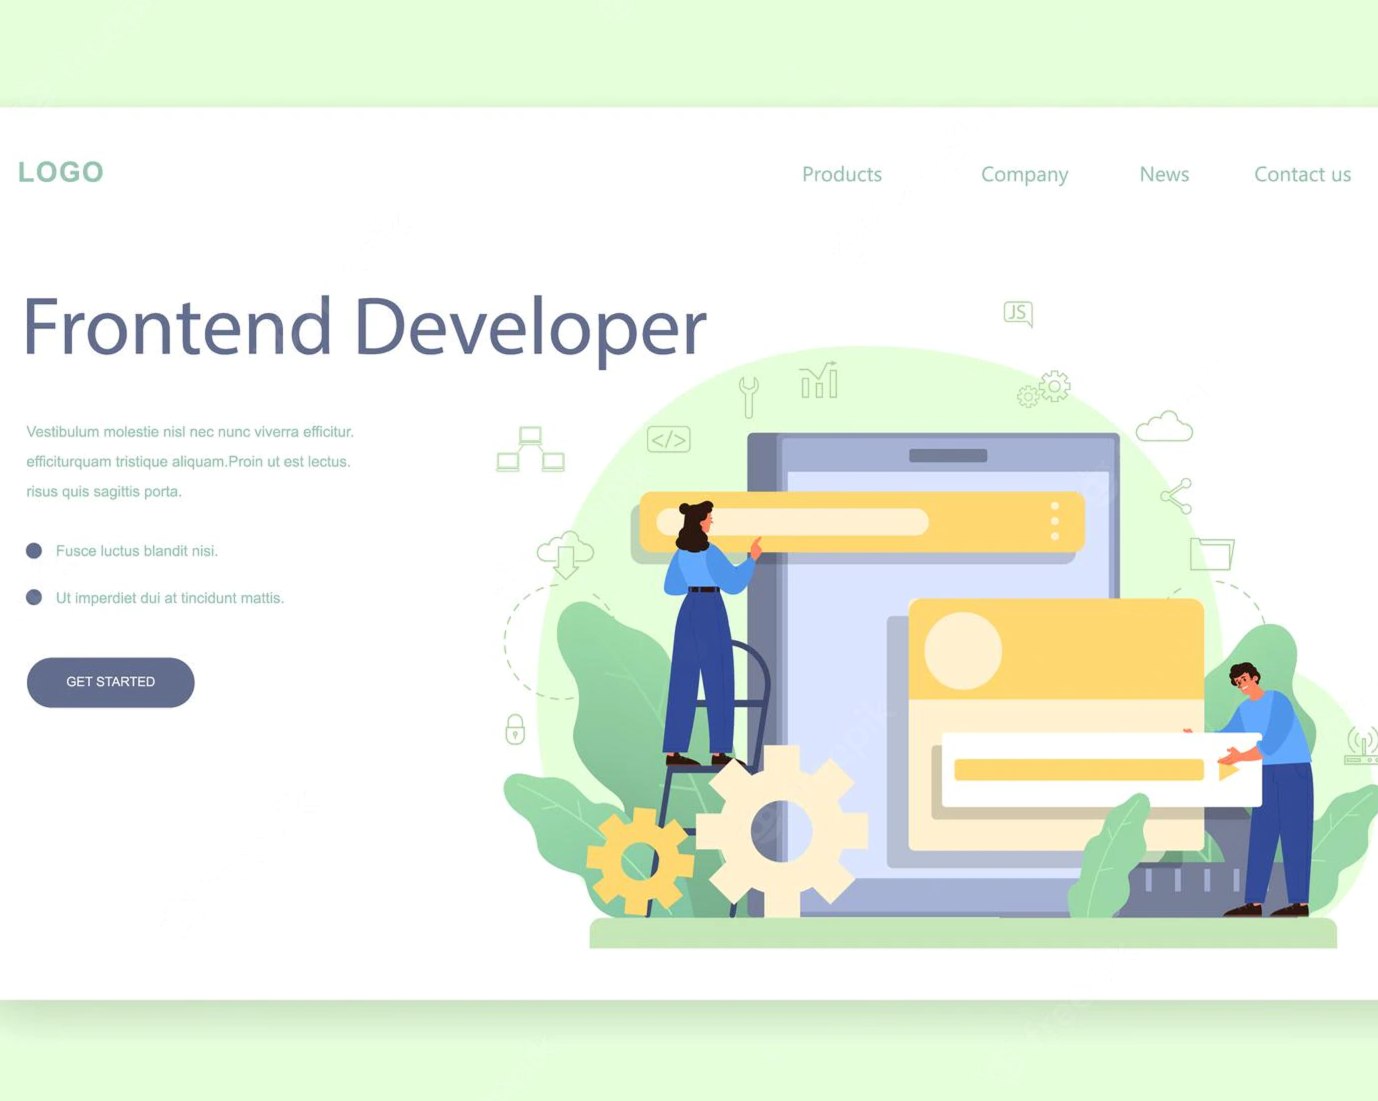 LOGO
Products Company News Contact us
Frontend Developer
JS
</>
Vestibulum molestie nisl nec nunc viverra efficitur.
efficiturquam tristique aliquam.Proin ut est lectus.
risus quis sagittis porta.
Fusce luctus blandit nisi.
Ut imperdiet dui at tincidunt mattis.
GET STARTED